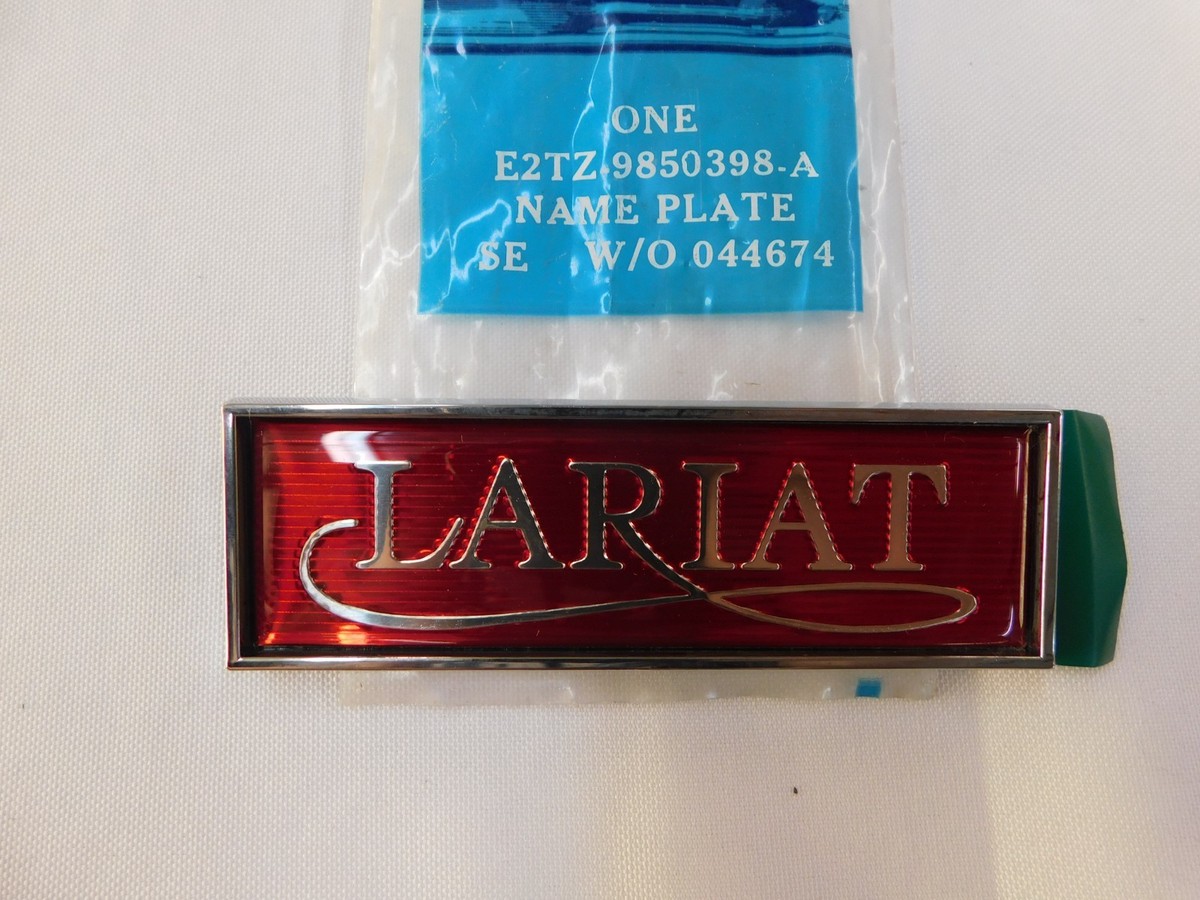 ONE
E2TZ-9850398-A
NAME PLATE
SE W/O 044674
LARIAT